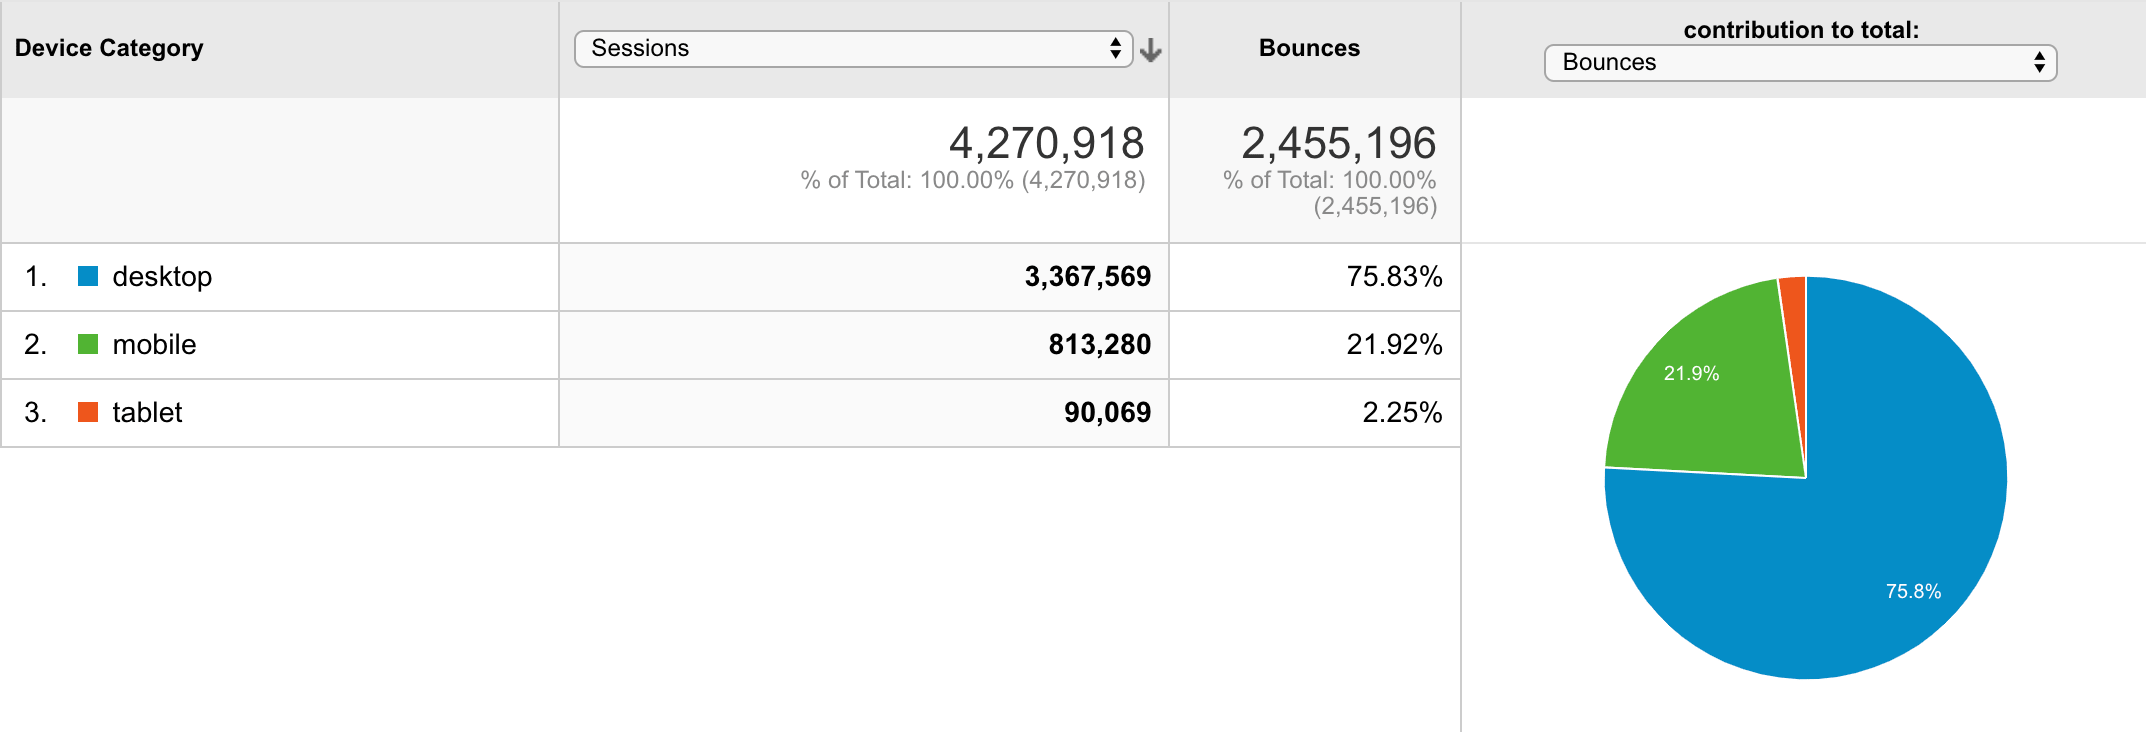 Device Category
Sessions
Bounces
contribution to total:
Bounces
4,270,918
% of Total: 100.00% (4,270,918)
2,455,196
% of Total: 100.00%
(2,455,196)
1. desktop 3,367,569 75.83%
2. mobile 813,280 21.92%
3. tablet 90,069 2.25%
21.9%
75.8%